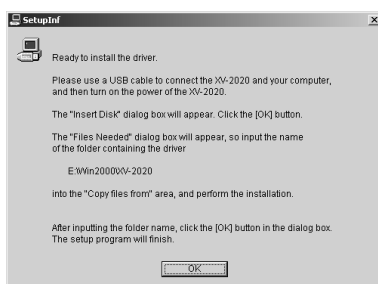 SetupInf
Ready to install the driver.
Please use a USB cable to connect the XV-2020 and your computer,
and then turn on the power of the XV-2020.
The "Insert Disk" dialog box will appear. Click the [OK] button.
The "Files Needed" dialog box will appear, so input the name
of the folder containing the driver
E:\Win2000\XV-2020
into the "Copy files from" area, and perform the installation.
After inputting the folder name, click the [OK] button in the dialog box.
The setup program will finish.
OK